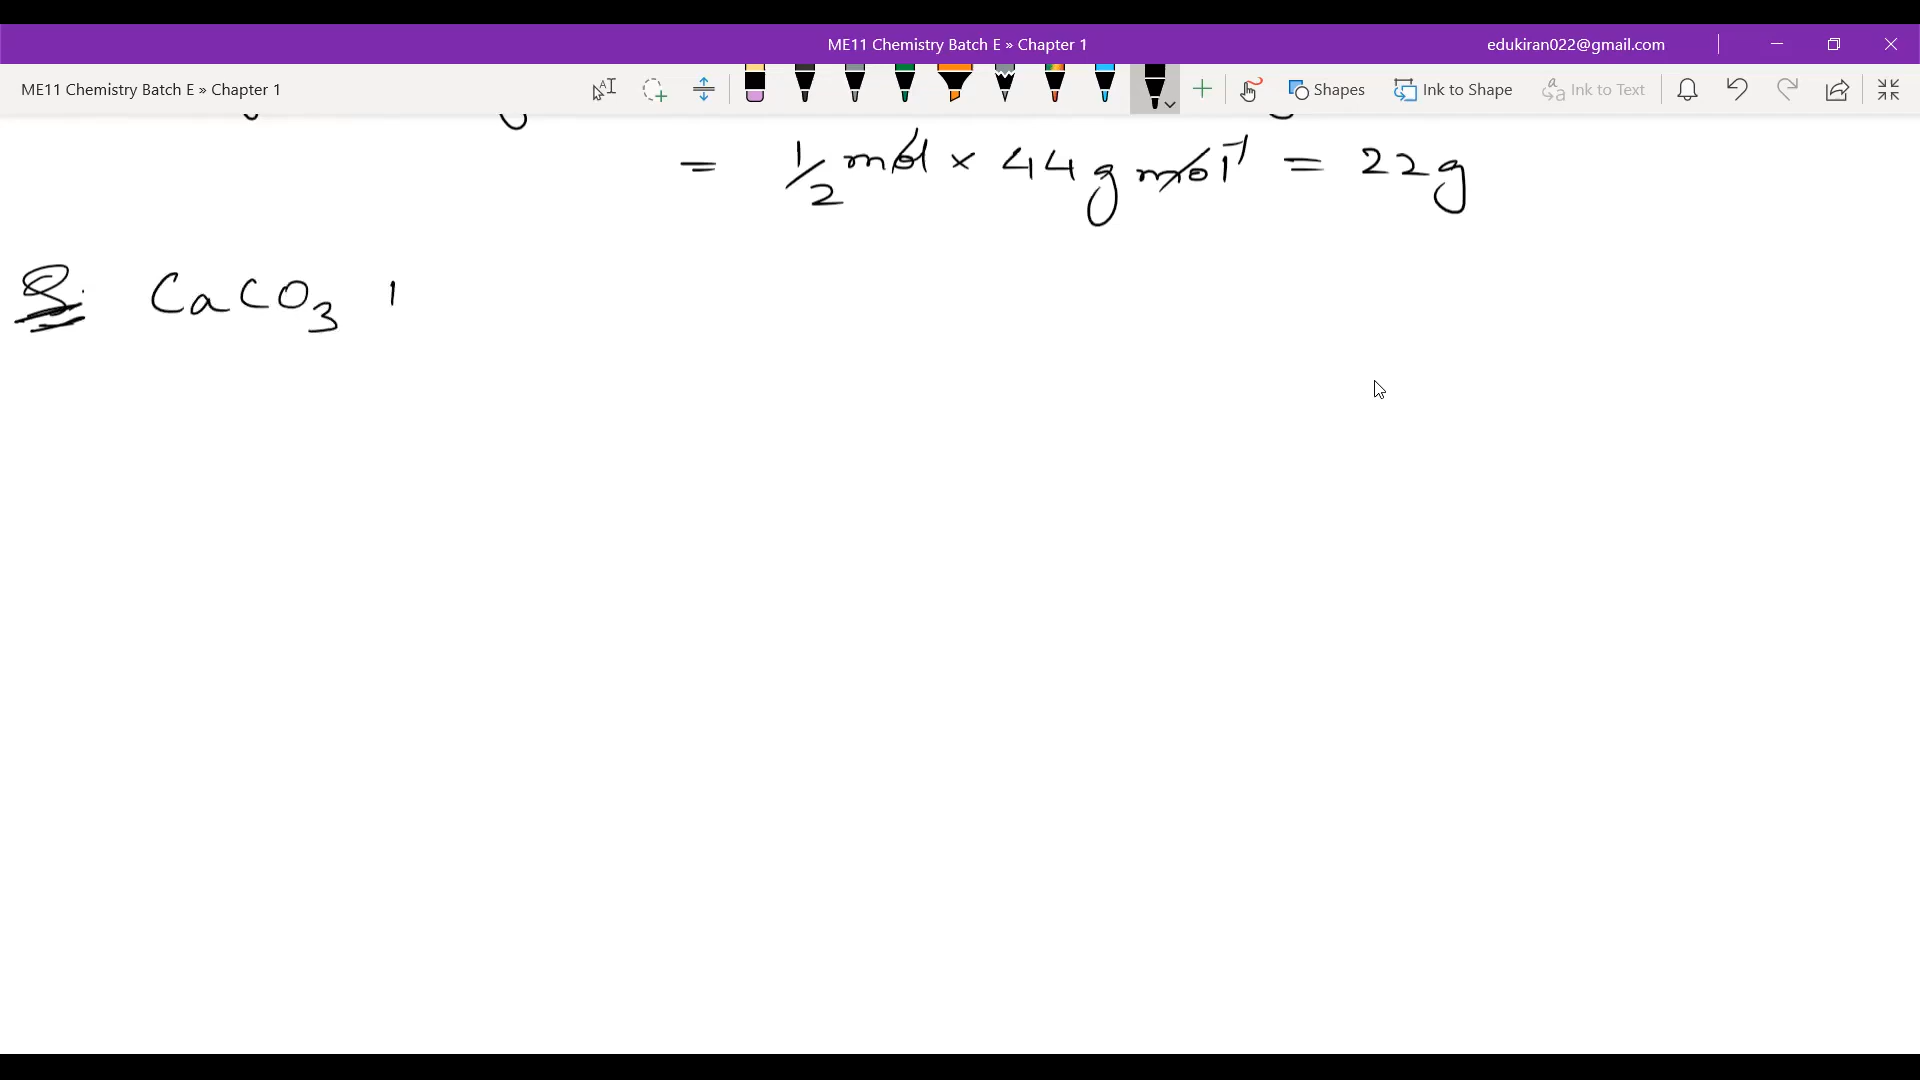 ME11 Chemistry Batch E » Chapter 1
edukiran022@gmail.com
ME11 Chemistry Batch E » Chapter 1
Shapes
Ink to Shape
Ink to Text
= 1/2 mol × 44 g mol⁻¹ = 22g
Q. CaCO₃